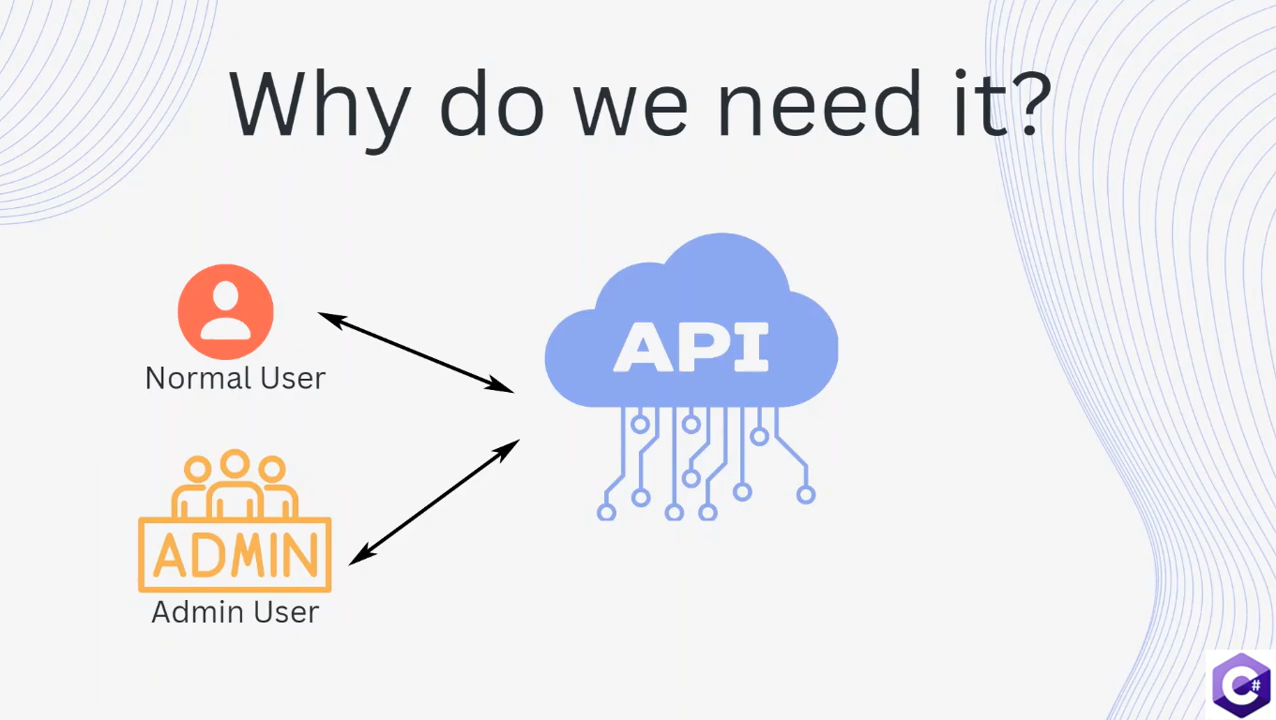 Why do we need it?
API
Normal User
ADMIN
Admin User
C#